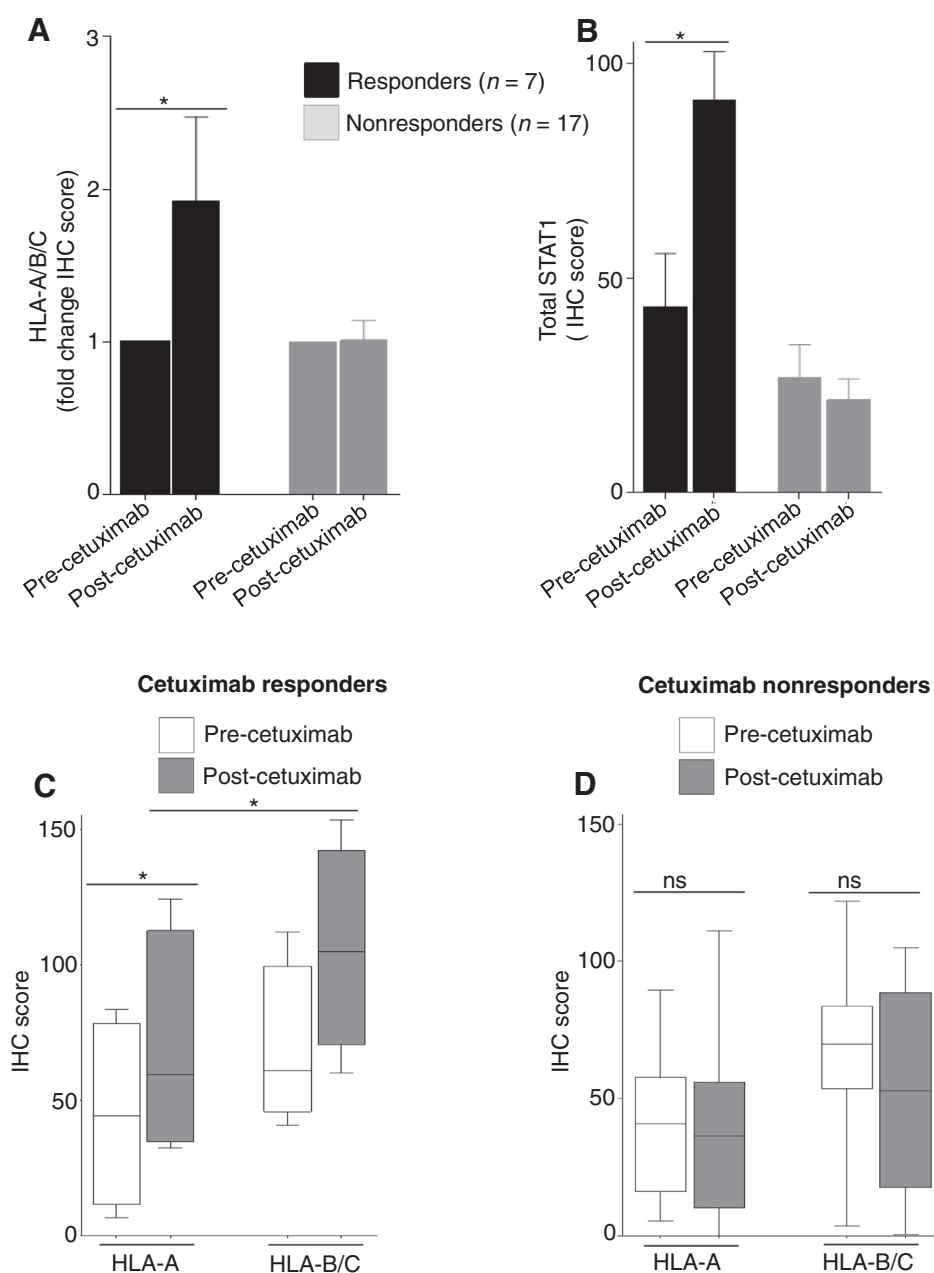 A
3
2
1
0
HLA-A/B/C
(fold change IHC score)
*
Responders (n = 7)
Nonresponders (n = 17)
Pre-cetuximab
Post-cetuximab
Pre-cetuximab
Post-cetuximab
B
100
50
0
Total STAT1
( IHC score)
*
Pre-cetuximab
Post-cetuximab
Pre-cetuximab
Post-cetuximab
Cetuximab responders
Pre-cetuximab
Post-cetuximab
C
150
100
50
0
IHC score
*
*
HLA-A
HLA-B/C
Cetuximab nonresponders
Pre-cetuximab
Post-cetuximab
D
150
100
50
0
IHC score
ns
ns
HLA-A
HLA-B/C